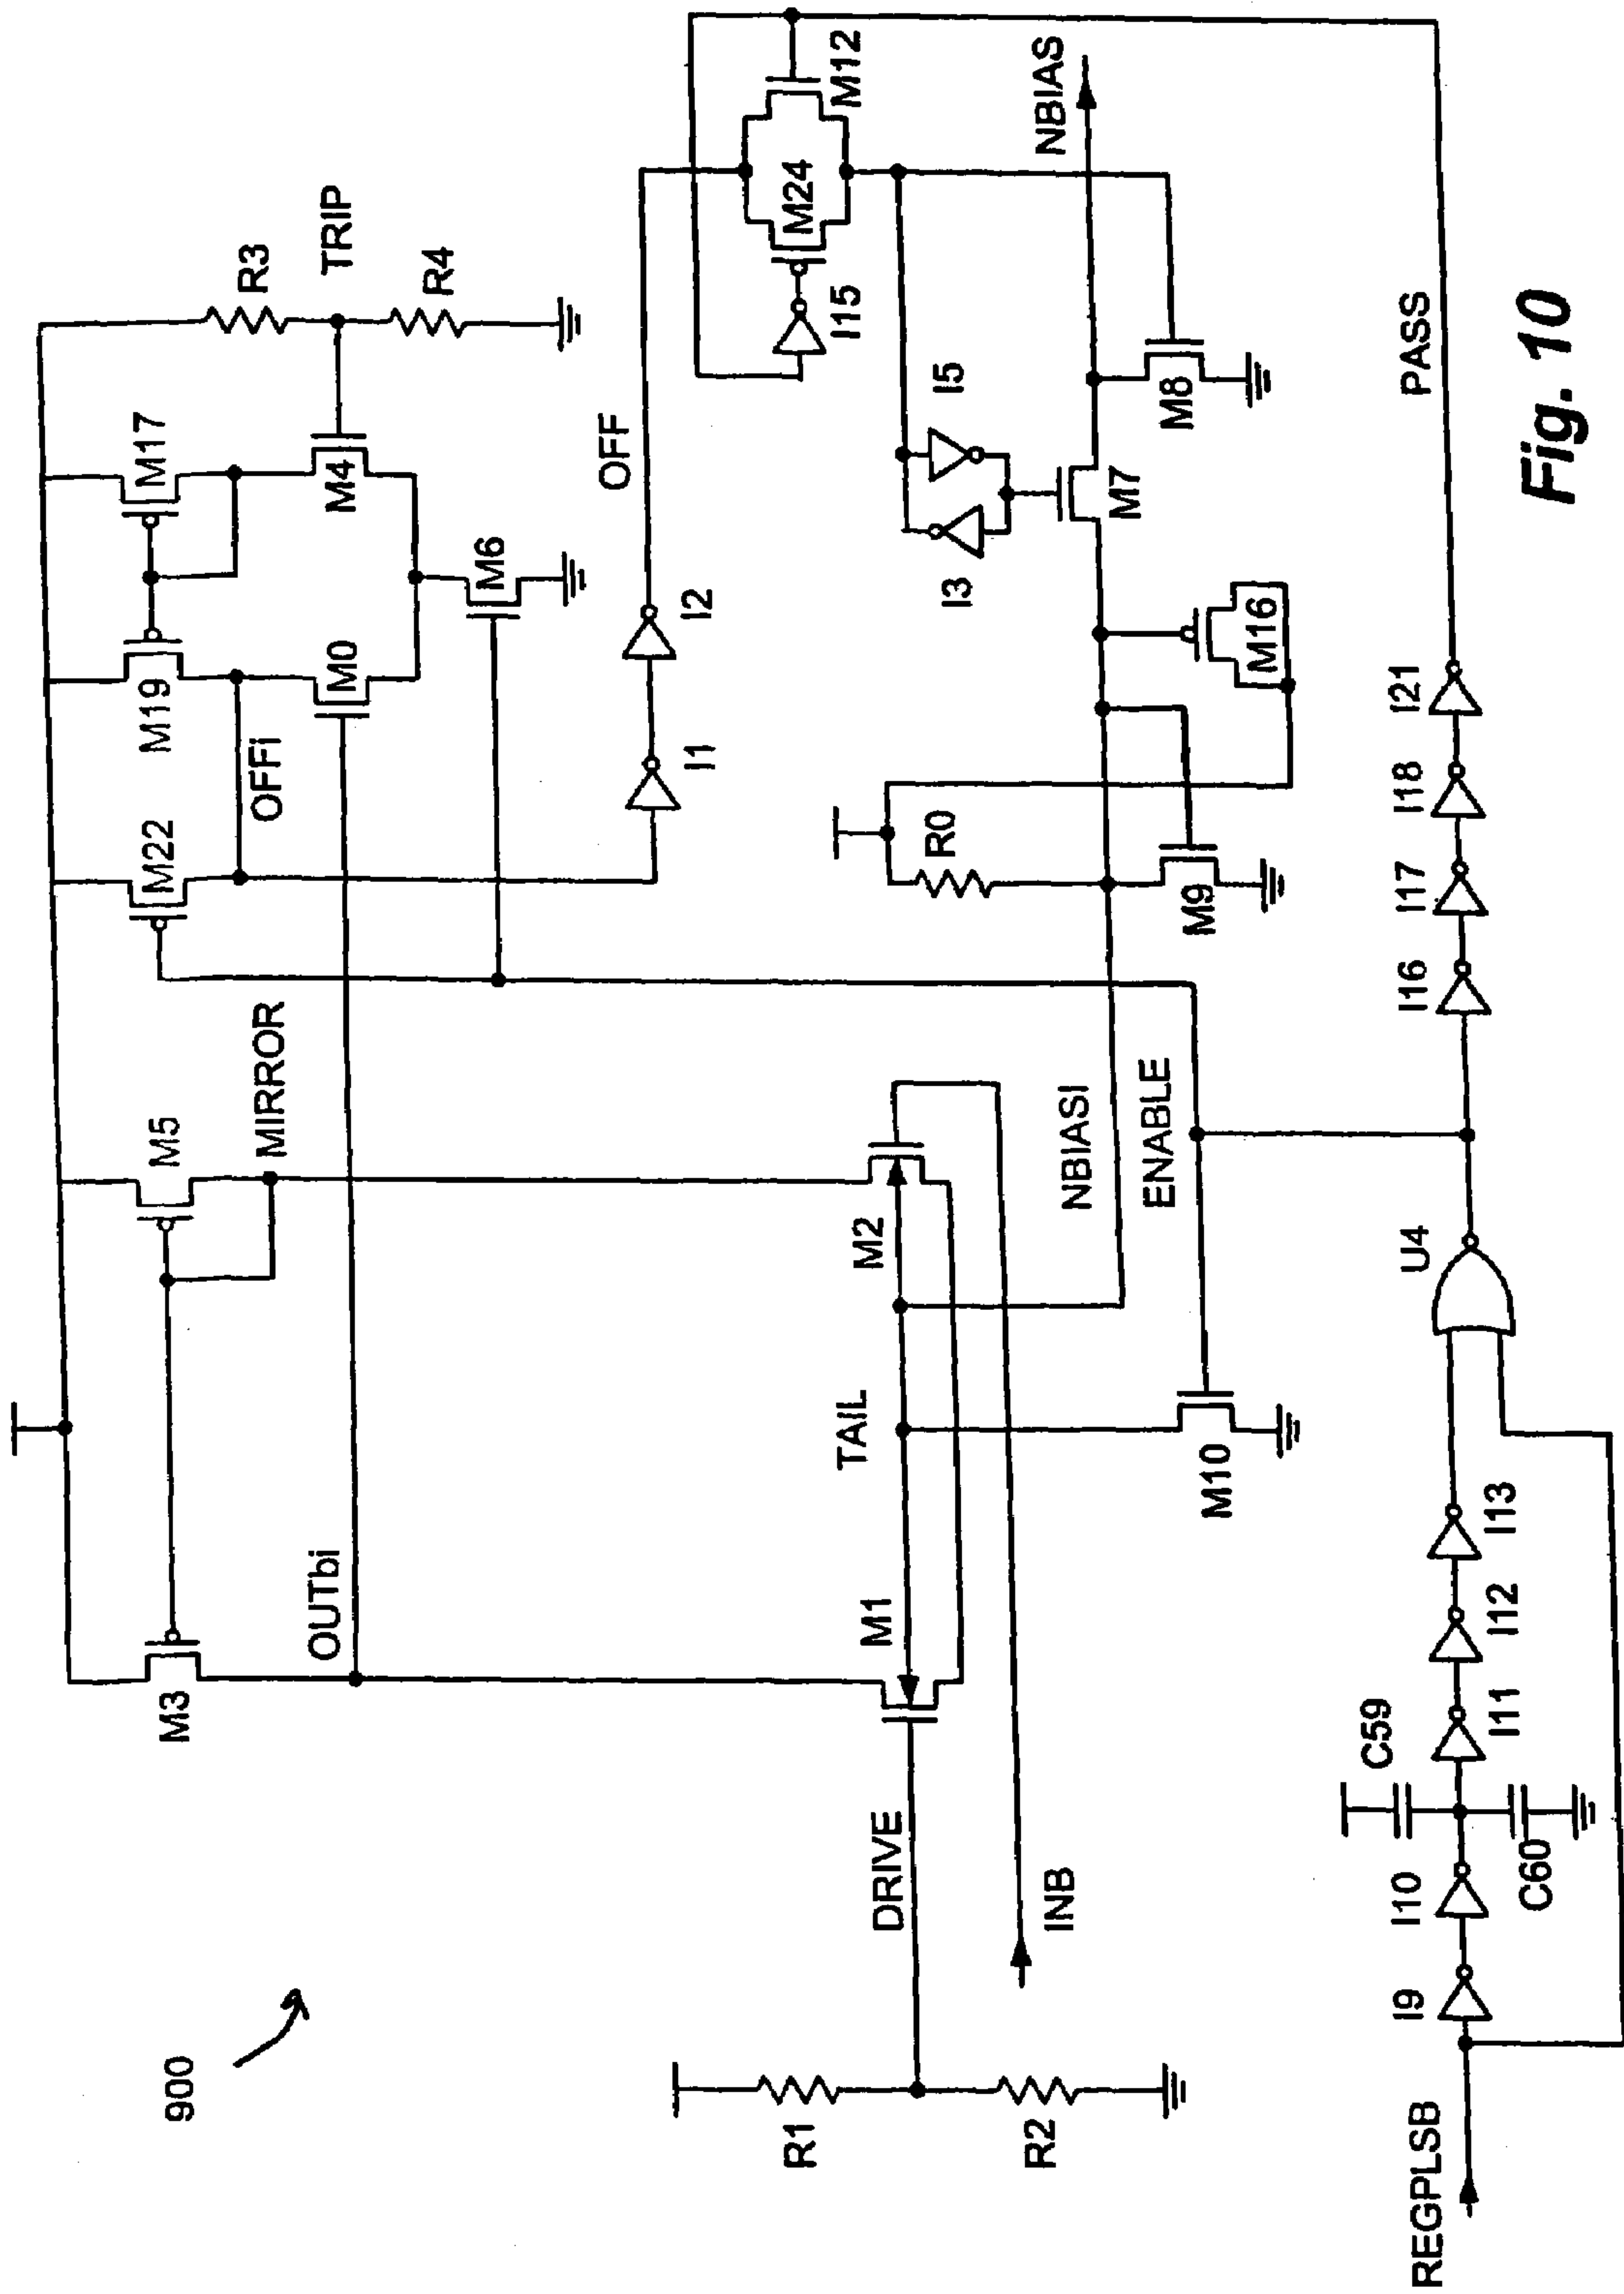 900
M3
M5
MIRROR
OUTbi
M22
OFFi
M19
M17
M0
M4
M6
R3
TRIP
R4
R1
R2
DRIVE
INB
M1
TAIL
M2
M10
NBIASI
ENABLE
I1
I2
OFF
R0
M9
M16
I3
I5
M7
M8
I15
M24
M12
NBIAS
REGPLSB
I9
I10
C59
C60
I11
I12
I13
U4
I16
I17
I18
I21
PASS
Fig. 10